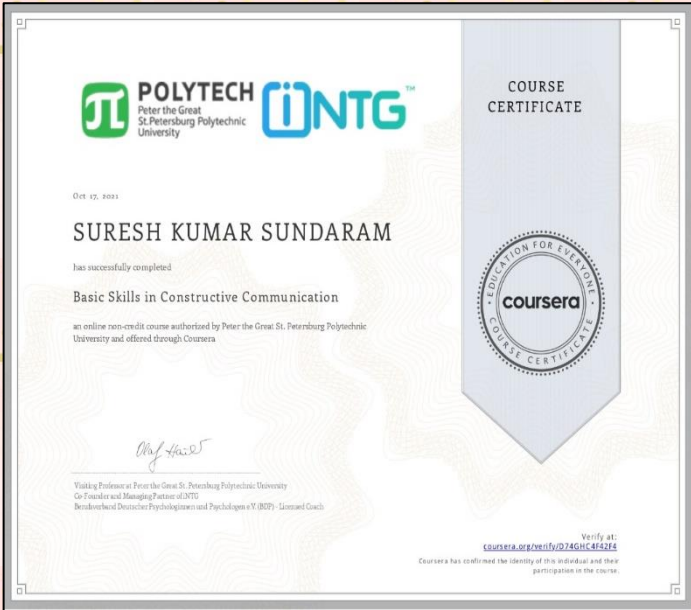 POLYTECH
Peter the Great
St.Petersburg Polytechnic
University
iNTG™
COURSE
CERTIFICATE
Oct 17, 2021
SURESH KUMAR SUNDARAM
has successfully completed
Basic Skills in Constructive Communication
an online non-credit course authorized by Peter the Great St. Petersburg Polytechnic
University and offered through Coursera
EDUCATION FOR EVERYONE
coursera
COURSE CERTIFICATE
Olaf
Visiting Professor at Peter the Great St. Petersburg Polytechnic University
Co-Founder and Managing Partner of iNTG
Berufsverband Deutscher Psychologinnen und Psychologen e.V. (BDP) - Licensed Coach
Verify at:
coursera.org/verify/D74GHC4F42F4
Coursera has confirmed the identity of this individual and their
participation in the course.